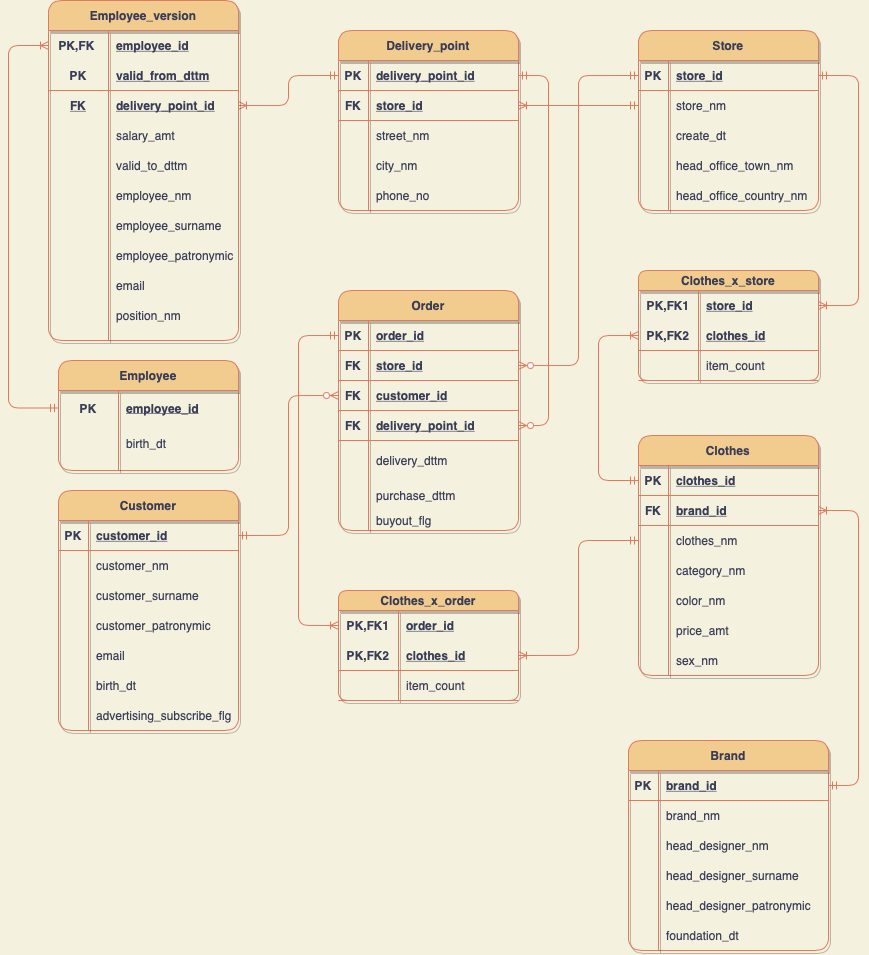 Employee_version
PK,FK employee_id
PK valid_from_dttm
FK delivery_point_id
salary_amt
valid_to_dttm
employee_nm
employee_surname
employee_patronymic
email
position_nm
Delivery_point
PK delivery_point_id
FK store_id
street_nm
city_nm
phone_no
Store
PK store_id
store_nm
create_dt
head_office_town_nm
head_office_country_nm
Clothes_x_store
PK,FK1 store_id
PK,FK2 clothes_id
item_count
Order
PK order_id
FK store_id
FK customer_id
FK delivery_point_id
delivery_dttm
purchase_dttm
buyout_flg
Employee
PK employee_id
birth_dt
Clothes
PK clothes_id
FK brand_id
clothes_nm
category_nm
color_nm
price_amt
sex_nm
Customer
PK customer_id
customer_nm
customer_surname
customer_patronymic
email
birth_dt
advertising_subscribe_flg
Clothes_x_order
PK,FK1 order_id
PK,FK2 clothes_id
item_count
Brand
PK brand_id
brand_nm
head_designer_nm
head_designer_surname
head_designer_patronymic
foundation_dt